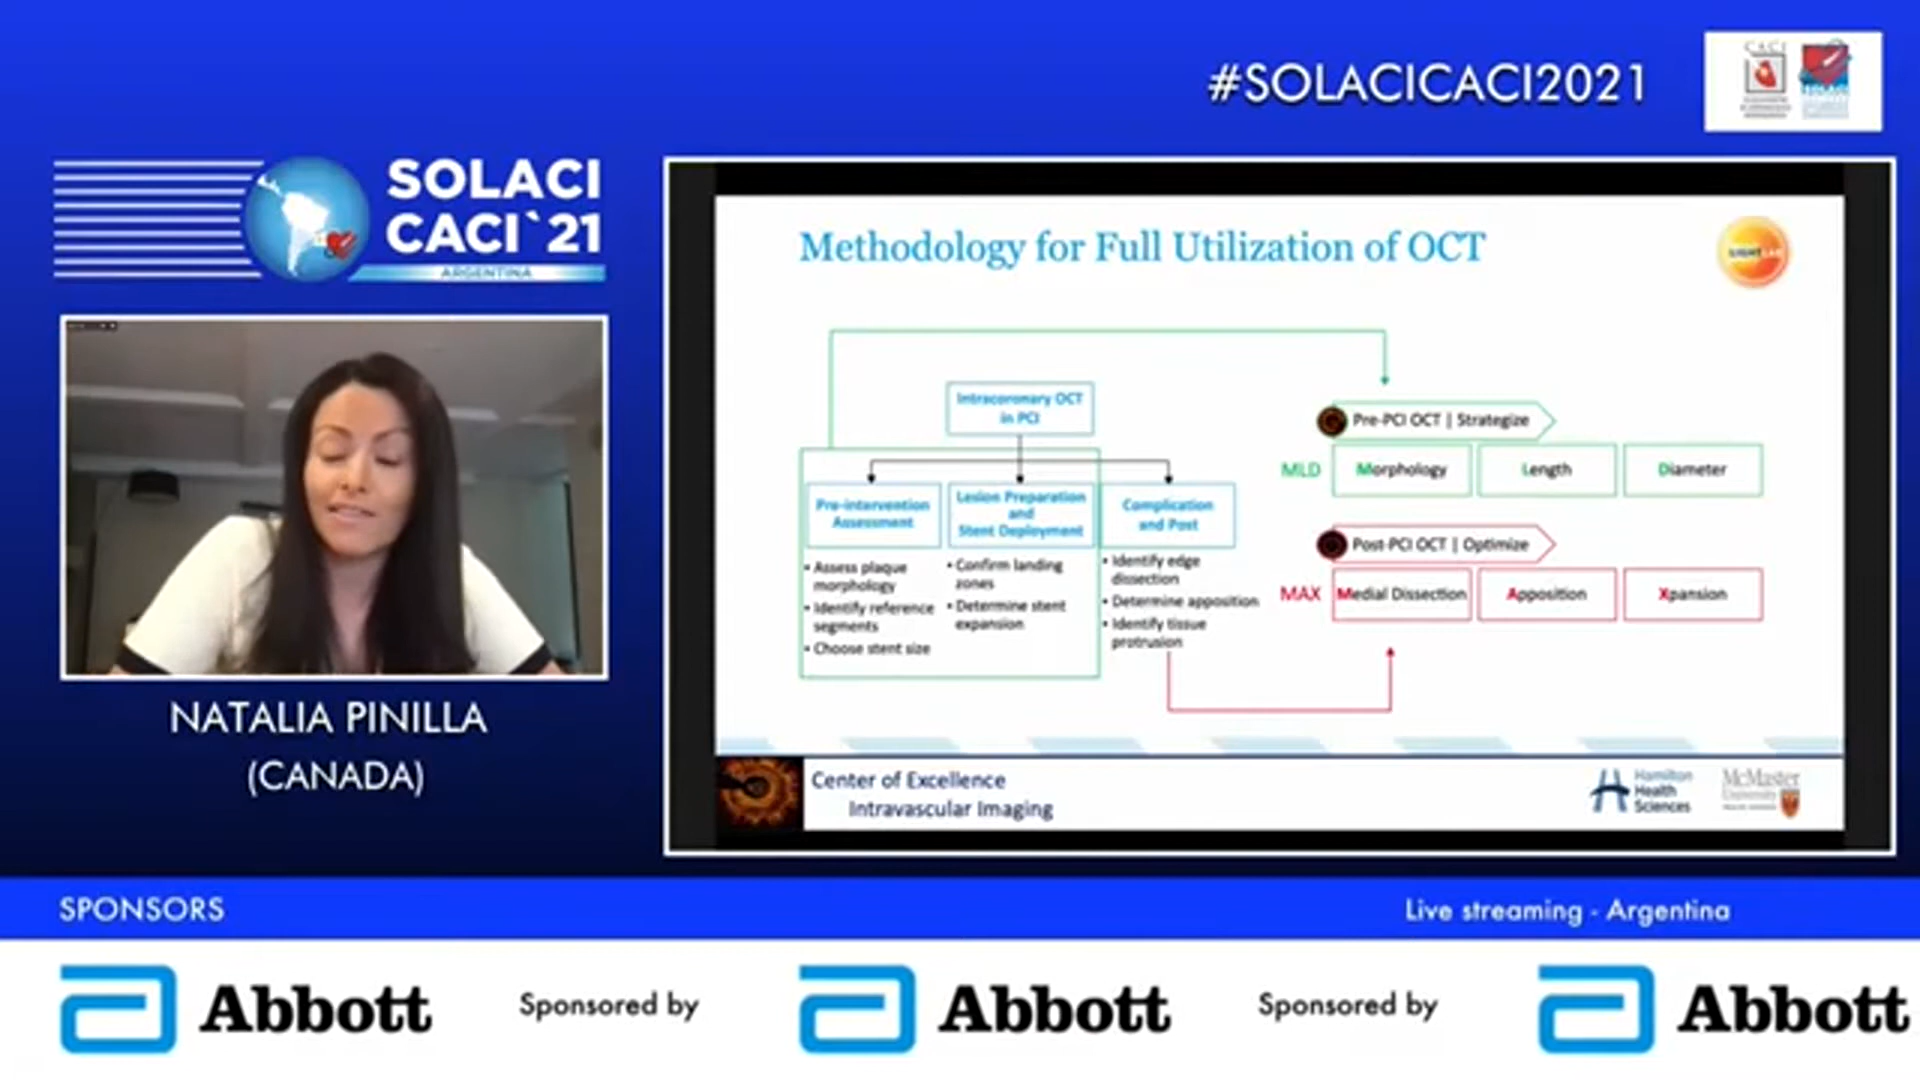 #SOLACICACI2021
CACI
SOLACI
CACI`21
ARGENTINA
NATALIA PINILLA
(CANADA)
Methodology for Full Utilization of OCT
Intracoronary OCT
in PCI
Pre-intervention
Assessment
• Assess plaque
morphology
• Identify reference
segments
• Choose stent size
Lesion Preparation
and
Stent Deployment
• Confirm landing
zones
• Determine stent
expansion
Complication
and Post
• Identify edge
dissection
• Determine apposition
• Identify tissue
protrusion
Pre-PCI OCT | Strategize
MLD
Morphology
Length
Diameter
Post-PCI OCT | Optimize
MAX
Medial Dissection
Apposition
Xpansion
Center of Excellence
Intravascular Imaging
Hamilton
Health
Sciences
McMaster
University
SPONSORS
Live streaming - Argentina
Abbott
Sponsored by
Abbott
Sponsored by
Abbott